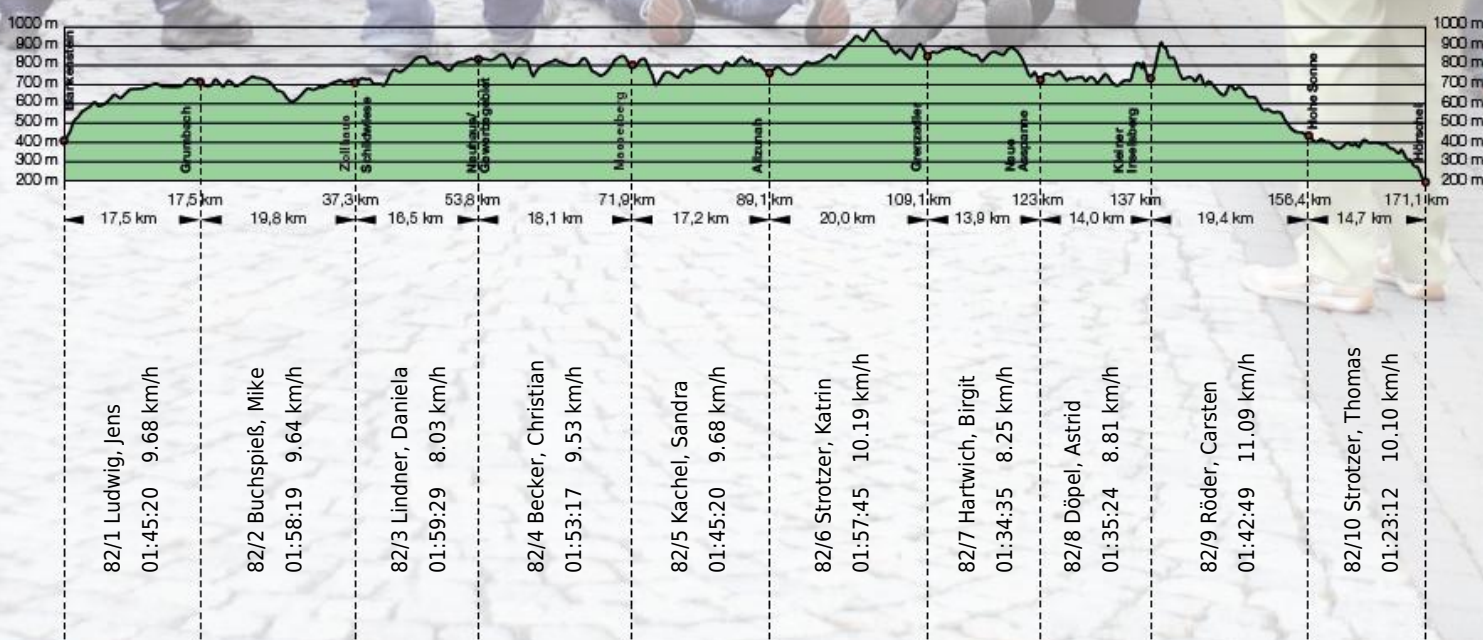 1000 m
900 m
800 m
700 m
600 m
500 m
400 m
300 m
200 m
1000 m
900 m
800 m
700 m
600 m
500 m
400 m
300 m
200 m
Blankenstein
Grumbach
Zollhaus
Schildwiese
Neuhaus/
Masserberg
Allzunah
Grenzadler
Neue
Ausspanne
Kleiner
Inselsberg
Hohe Sonne
Hörschel
17,5 km
37,3 km
53,8 km
71,9 km
89,1 km
109,1 km
123 km
137 km
156,4 km
171,1 km
17,5 km
19,8 km
16,5 km
18,1 km
17,2 km
20,0 km
13,9 km
14,0 km
19,4 km
14,7 km
82/1 Ludwig, Jens
01:45:20 9.68 km/h
82/2 Buchspieß, Mike
01:58:19 9.64 km/h
82/3 Lindner, Daniela
01:59:29 8.03 km/h
82/4 Becker, Christian
01:53:17 9.53 km/h
82/5 Kachel, Sandra
01:45:20 9.68 km/h
82/6 Strotzer, Katrin
01:57:45 10.19 km/h
82/7 Hartwich, Birgit
01:34:35 8.25 km/h
82/8 Döpel, Astrid
01:35:24 8.81 km/h
82/9 Röder, Carsten
01:42:49 11.09 km/h
82/10 Strotzer, Thomas
01:23:12 10.10 km/h